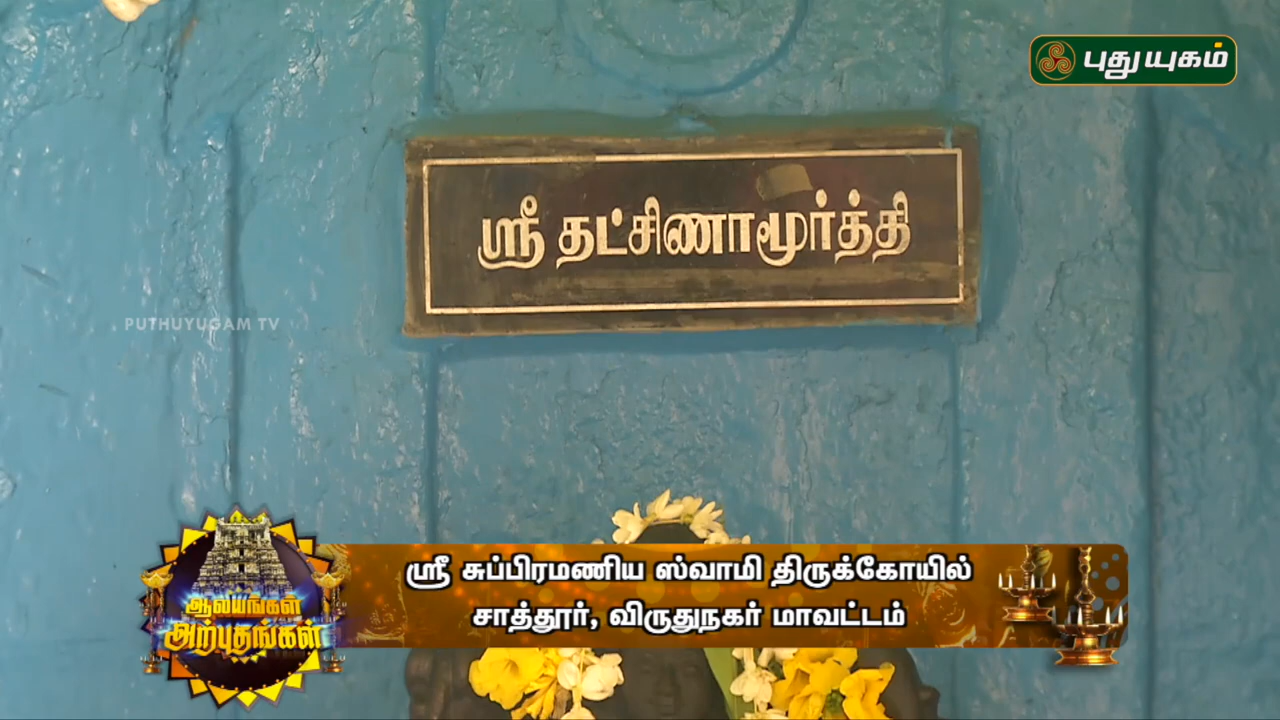 புதுயுகம்
ஸ்ரீ தட்சிணாமூர்த்தி
PUTHUYUGAM TV
ஸ்ரீ சுப்பிரமணிய ஸ்வாமி திருக்கோயில்
சாத்தூர், விருதுநகர் மாவட்டம்
ஆலயங்கள்
அற்புதங்கள்